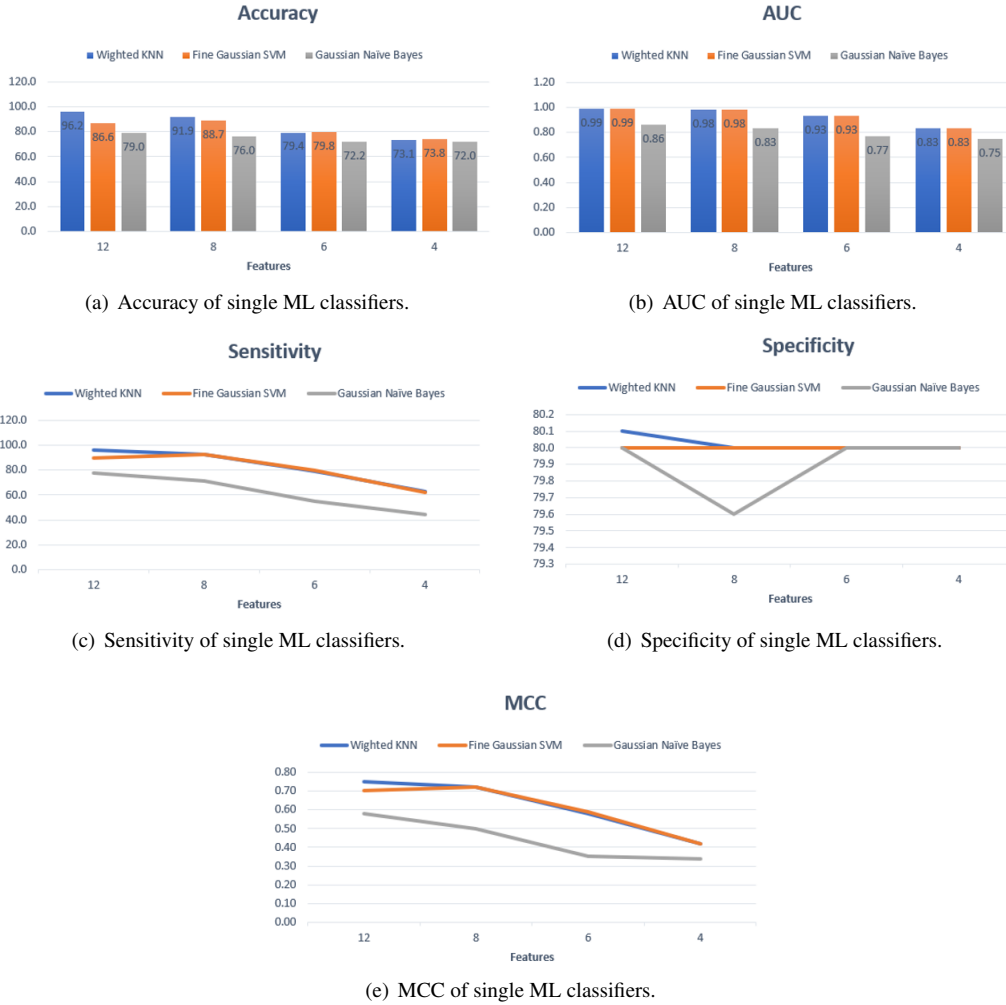 Accuracy
Wighted KNN Fine Gaussian SVM Gaussian Naïve Bayes
120.0
100.0
80.0
60.0
40.0
20.0
0.0
96.2 86.6 79.0 91.9 88.7 76.0 79.4 79.8 72.2 73.1 73.8 72.0
12 8 6 4
Features
(a) Accuracy of single ML classifiers.
AUC
Wighted KNN Fine Gaussian SVM Gaussian Naïve Bayes
1.20
1.00
0.80
0.60
0.40
0.20
0.00
0.99 0.99 0.86 0.98 0.98 0.83 0.93 0.93 0.77 0.83 0.83 0.75
12 8 6 4
Features
(b) AUC of single ML classifiers.
Sensitivity
Wighted KNN Fine Gaussian SVM Gaussian Naïve Bayes
120.0
100.0
80.0
60.0
40.0
20.0
0.0
12 8 6 4
Features
(c) Sensitivity of single ML classifiers.
Specificity
Wighted KNN Fine Gaussian SVM Gaussian Naïve Bayes
80.2
80.1
80.0
79.9
79.8
79.7
79.6
79.5
79.4
79.3
12 8 6 4
Features
(d) Specificity of single ML classifiers.
MCC
Wighted KNN Fine Gaussian SVM Gaussian Naïve Bayes
0.80
0.70
0.60
0.50
0.40
0.30
0.20
0.10
0.00
12 8 6 4
Features
(e) MCC of single ML classifiers.